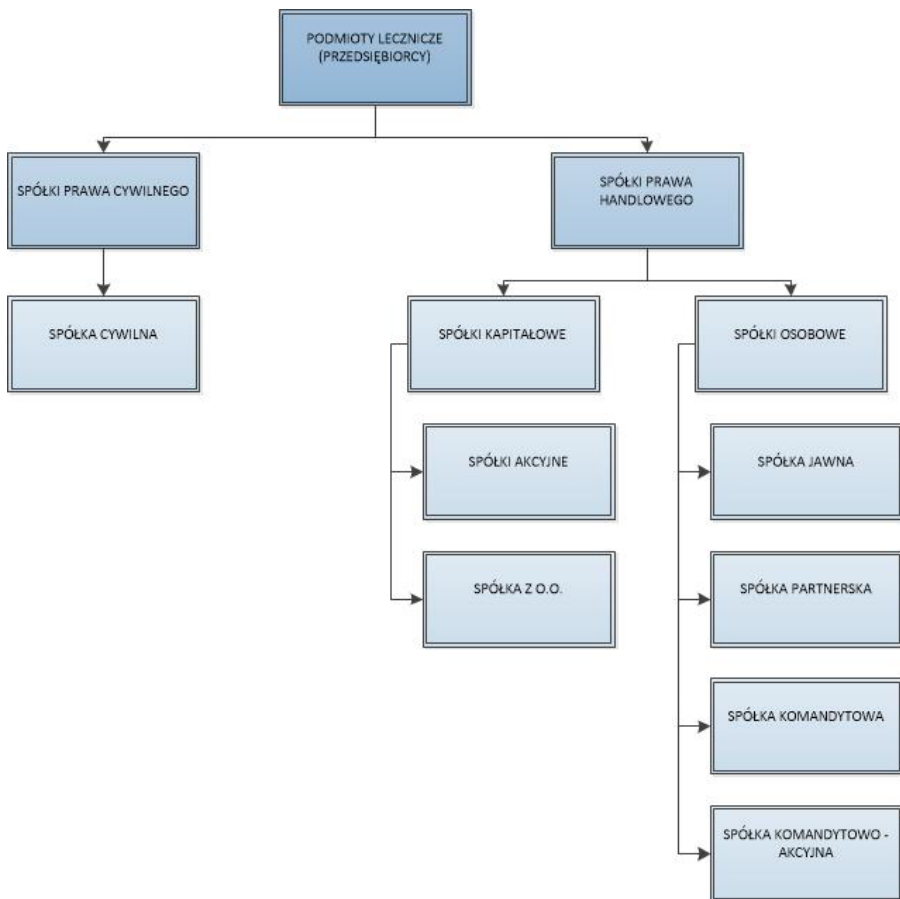 PODMIOTY LECZNICZE
(PRZEDSIĘBIORCY)
SPÓŁKI PRAWA CYWILNEGO
SPÓŁKI PRAWA
HANDLOWEGO
SPÓŁKA CYWILNA
SPÓŁKI KAPITAŁOWE
SPÓŁKI OSOBOWE
SPÓŁKI AKCYJNE
SPÓŁKA JAWNA
SPÓŁKA Z O.O.
SPÓŁKA PARTNERSKA
SPÓŁKA KOMANDYTOWA
SPÓŁKA KOMANDYTOWO -
AKCYJNA